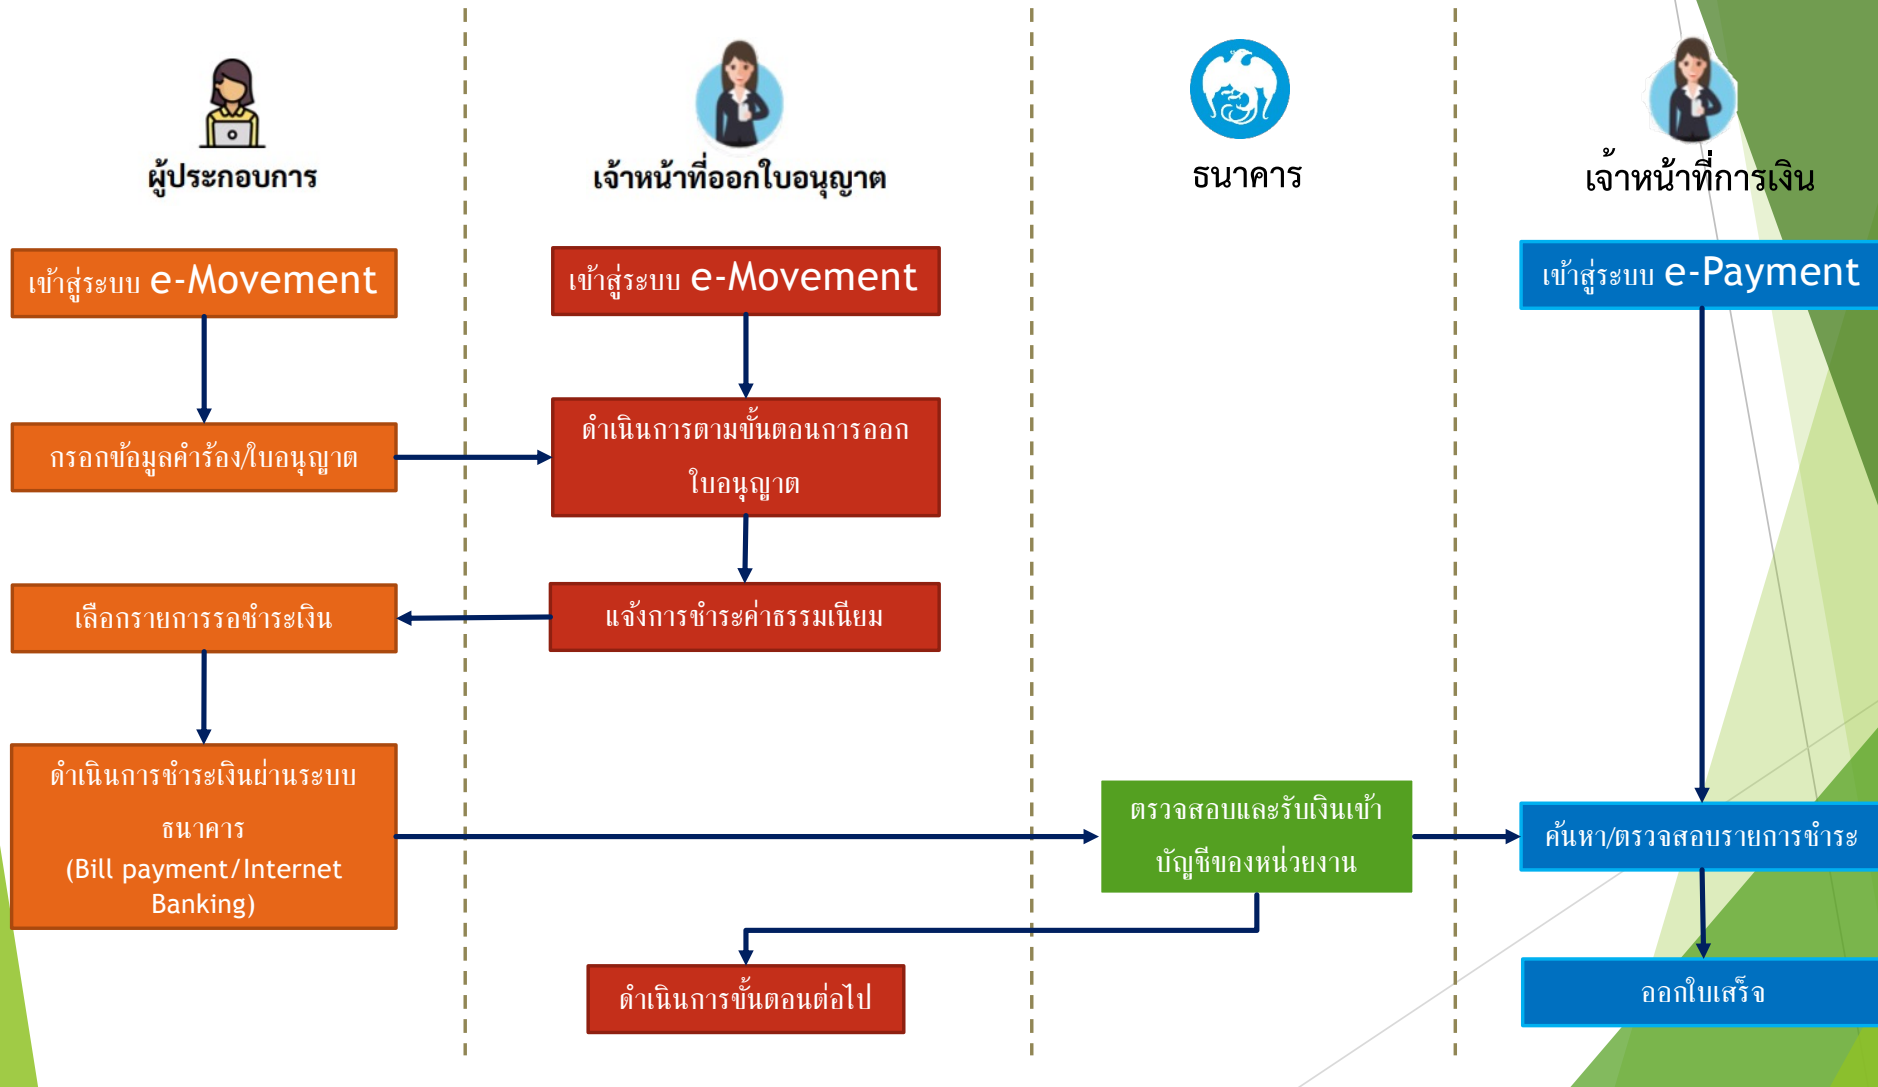 ผู้ประกอบการ
เจ้าหน้าที่ออกใบอนุญาต
ธนาคาร
เจ้าหน้าที่การเงิน
เข้าสู่ระบบ e-Movement
เข้าสู่ระบบ e-Movement
เข้าสู่ระบบ e-Payment
กรอกข้อมูลคำร้อง/ใบอนุญาต
ดำเนินการตามขั้นตอนการออก
ใบอนุญาต
เลือกรายการรอชำระเงิน
แจ้งการชำระค่าธรรมเนียม
ดำเนินการชำระเงินผ่านระบบ
ธนาคาร
(Bill payment/Internet
Banking)
ตรวจสอบและรับเงินเข้า
บัญชีของหน่วยงาน
ค้นหา/ตรวจสอบรายการชำระ
ดำเนินการขั้นตอนต่อไป
ออกใบเสร็จ